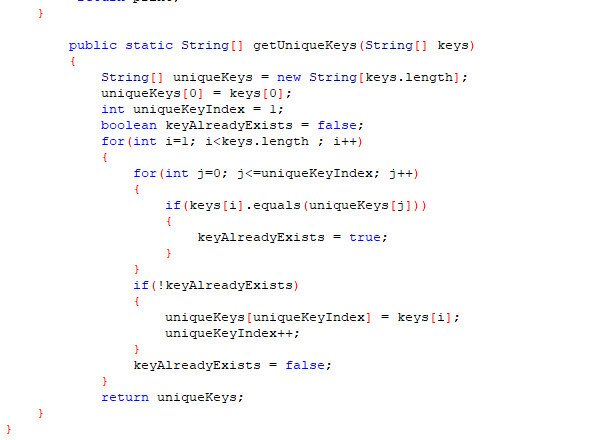 }
public static String[] getUniqueKeys(String[] keys)
{
String[] uniqueKeys = new String[keys.length];
uniqueKeys[0] = keys[0];
int uniqueKeyIndex = 1;
boolean keyAlreadyExists = false;
for(int i=1; i<keys.length ; i++)
{
for(int j=0; j<=uniqueKeyIndex; j++)
{
if(keys[i].equals(uniqueKeys[j]))
{
keyAlreadyExists = true;
}
}
if(!keyAlreadyExists)
{
uniqueKeys[uniqueKeyIndex] = keys[i];
uniqueKeyIndex++;
}
keyAlreadyExists = false;
}
return uniqueKeys;
}
}